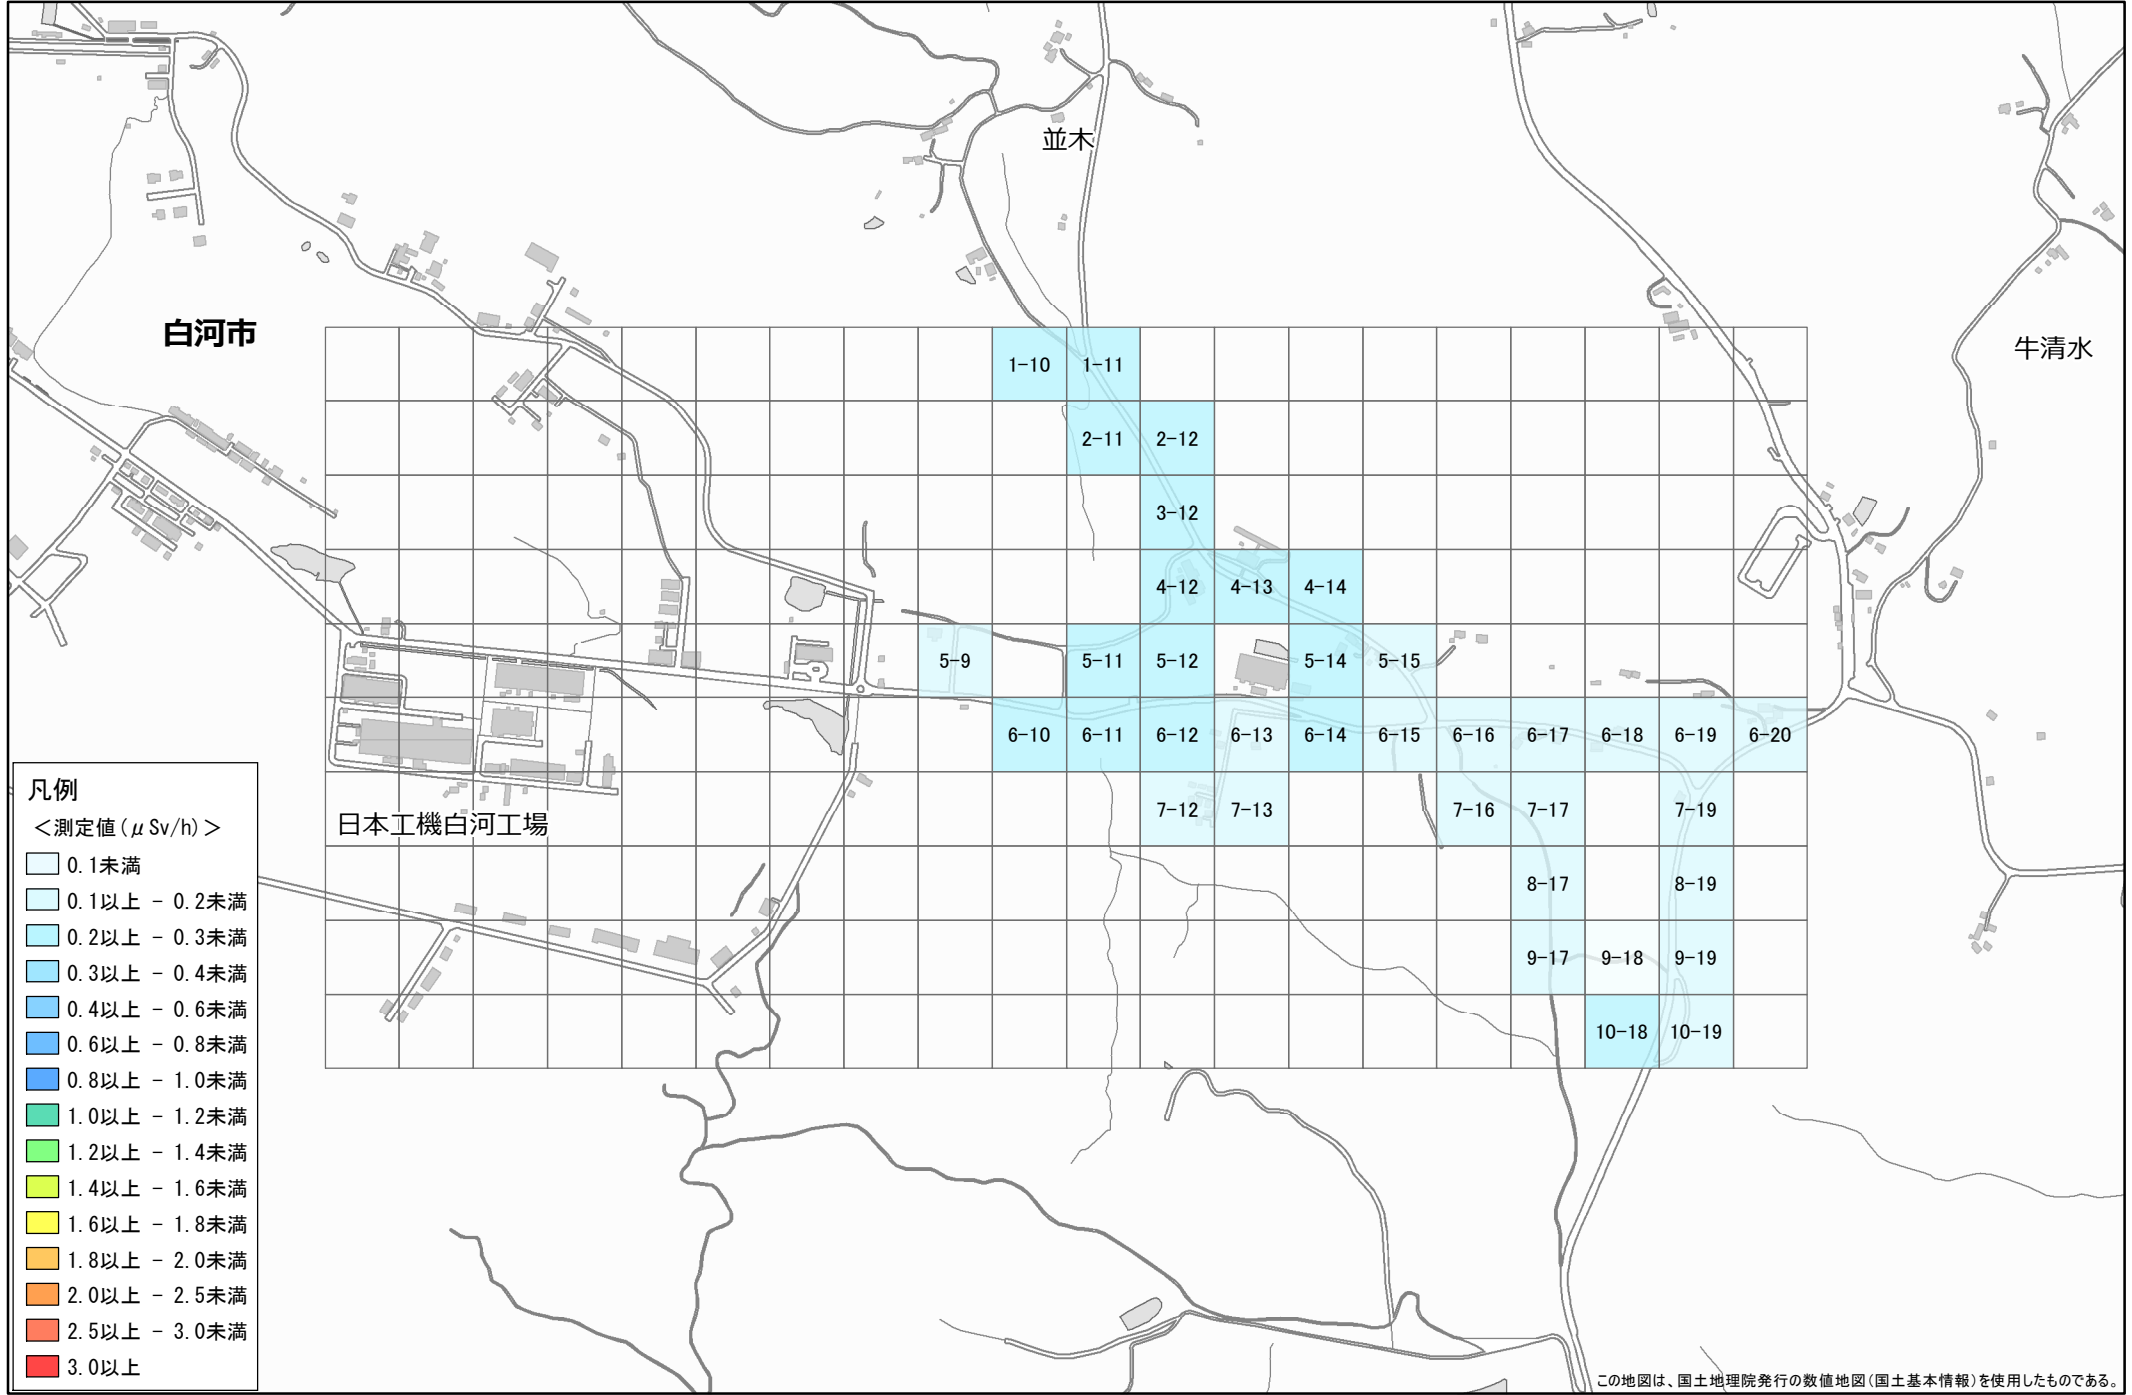 並木
白河市
牛清水
1-10 1-11
2-11 2-12
3-12
4-12 4-13 4-14
5-9 5-11 5-12 5-14 5-15
6-10 6-11 6-12 6-13 6-14 6-15 6-16 6-17 6-18 6-19 6-20
7-12 7-13 7-16 7-17 7-19
日本工機白河工場
8-17 8-19
9-17 9-18 9-19
10-18 10-19
凡例
＜測定値(μSv/h)＞
0.1未満
0.1以上 - 0.2未満
0.2以上 - 0.3未満
0.3以上 - 0.4未満
0.4以上 - 0.6未満
0.6以上 - 0.8未満
0.8以上 - 1.0未満
1.0以上 - 1.2未満
1.2以上 - 1.4未満
1.4以上 - 1.6未満
1.6以上 - 1.8未満
1.8以上 - 2.0未満
2.0以上 - 2.5未満
2.5以上 - 3.0未満
3.0以上
この地図は、国土地理院発行の数値地図(国土基本情報)を使用したものである。